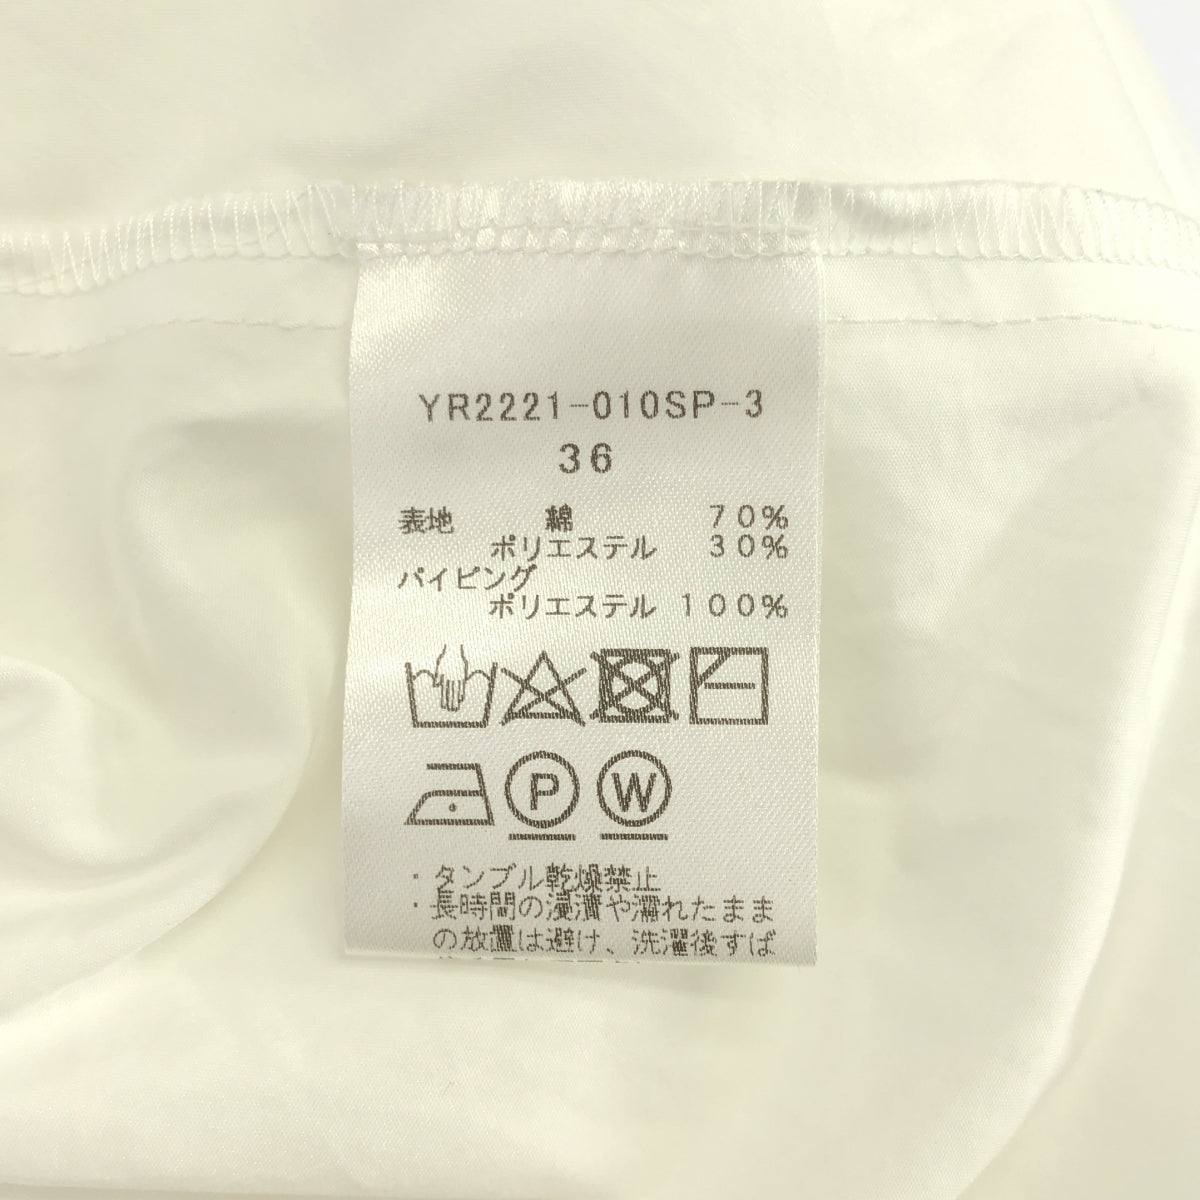 YR2221-010SP-3
36
表地 綿 70%
ポリエステル 30%
パイピング
ポリエステル 100%
P W
・タンブル乾燥禁止
・長時間の浸漬や濡れたまま
の放置は避け、洗濯後すば